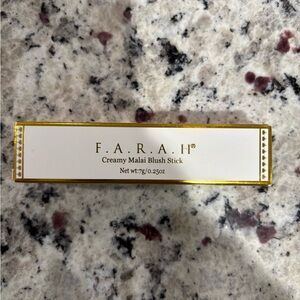 F.A.R.A.H®
Creamy Malai Blush Stick
Net wt:7g/0.25oz